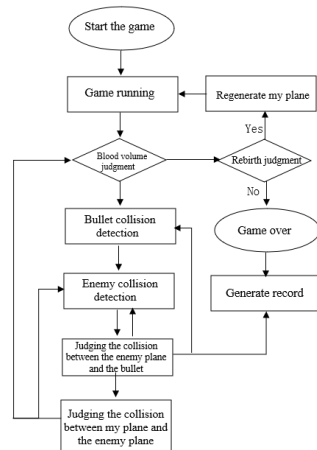 Start the game
Game running
Regenerate my plane
Yes
Blood volume
judgment
Rebirth judgment
No
Bullet collision
detection
Game over
Enemy collision
detection
Generate record
Judging the collision
between the enemy plane
and the bullet
Judging the collision
between my plane and
the enemy plane